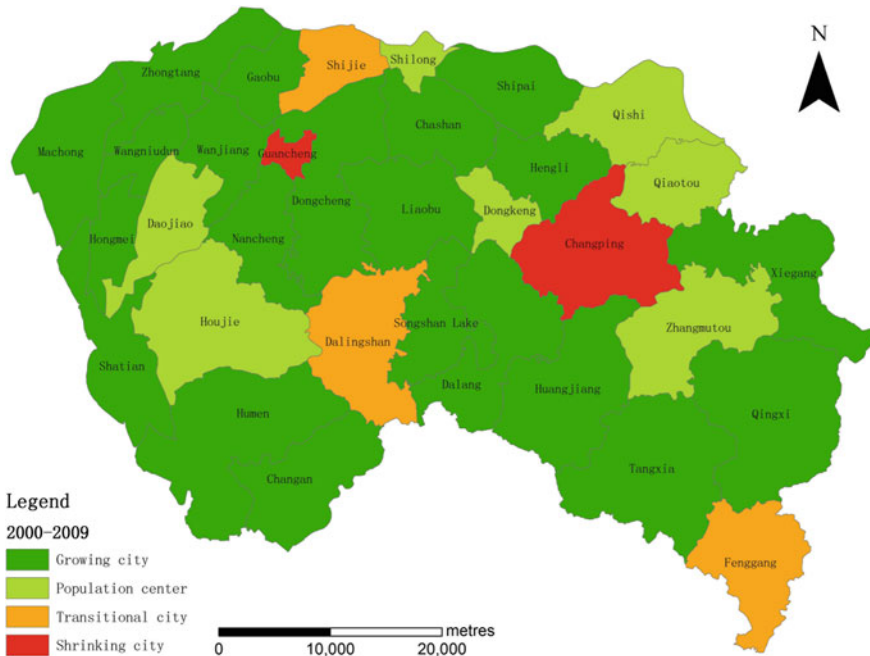 N
Zhongtang
Gaobu
Shijie
Shilong
Shipai
Qishi
Machong
Wangniudun
Wanjiang
Guancheng
Chashan
Hengli
Qiaotou
Daojiao
Dongcheng
Liaobu
Dongkeng
Hongmei
Nancheng
Changping
Xiegang
Houjie
Dalingshan
Songshan Lake
Zhangmutou
Shatian
Dalang
Huangjiang
Humen
Qingxi
Changan
Tangxia
Fenggang
Legend
2000-2009
Growing city
Population center
Transitional city
Shrinking city
metres
0
10,000
20,000